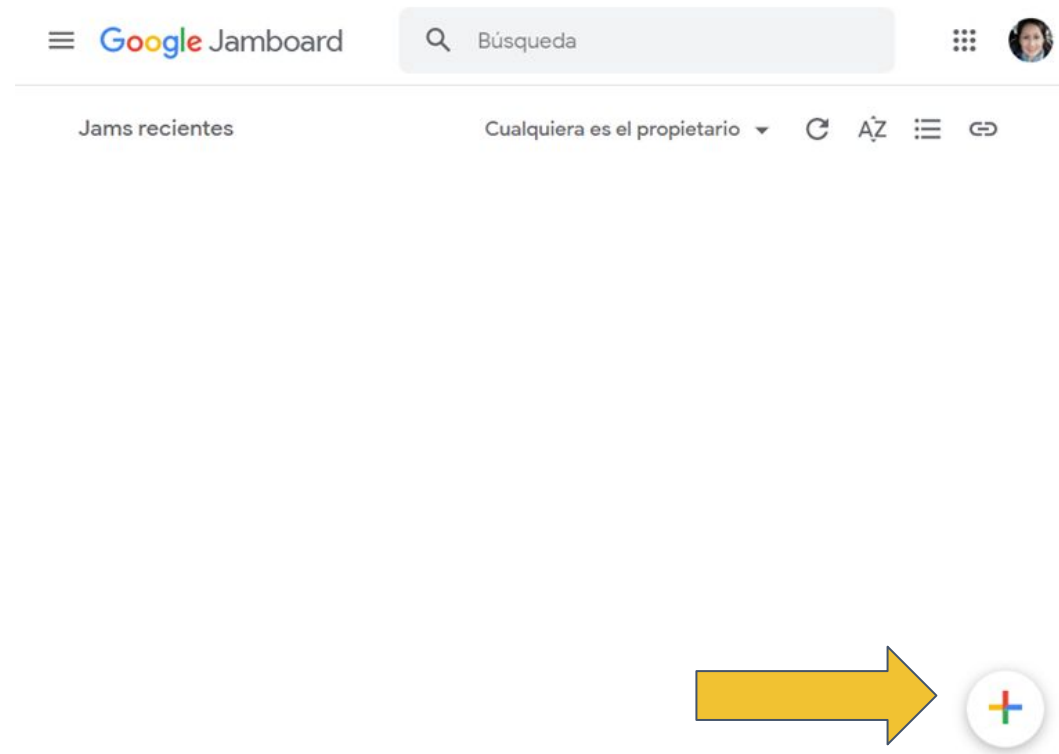 Google Jamboard
Búsqueda
Jams recientes
Cualquiera es el propietario
AZ